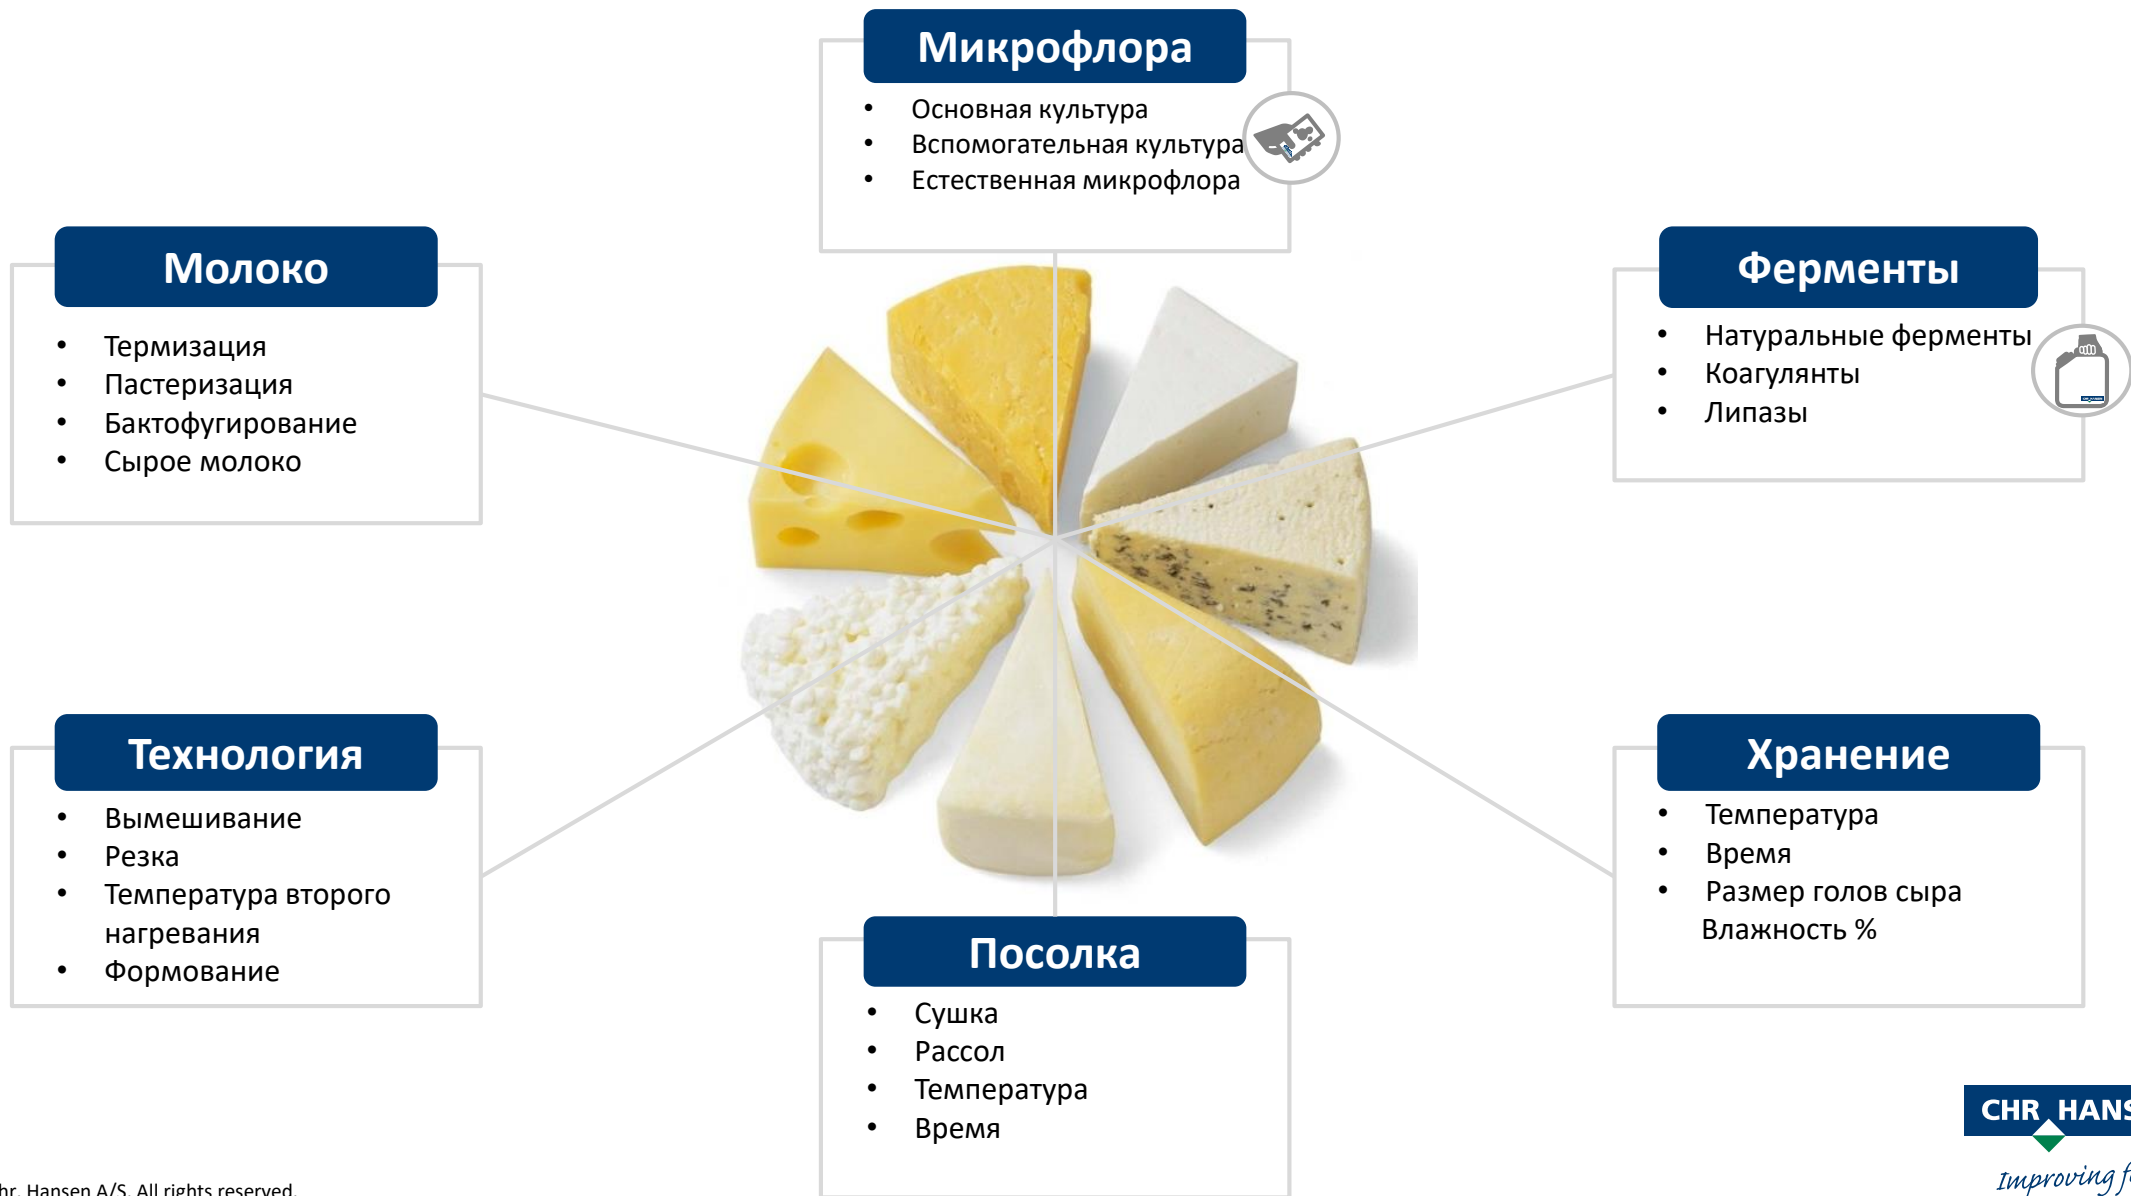 Микрофлора
• Основная культура
• Вспомогательная культура
• Естественная микрофлора
Молоко
• Термизация
• Пастеризация
• Бактофугирование
• Сырое молоко
Ферменты
• Натуральные ферменты
• Коагулянты
• Липазы
Технология
• Вымешивание
• Резка
• Температура второго
нагревания
• Формование
Хранение
• Температура
• Время
• Размер голов сыра
Влажность %
Посолка
• Сушка
• Рассол
• Температура
• Время
CHR HANS
Improving f
hr. Hansen A/S. All rights reserved.